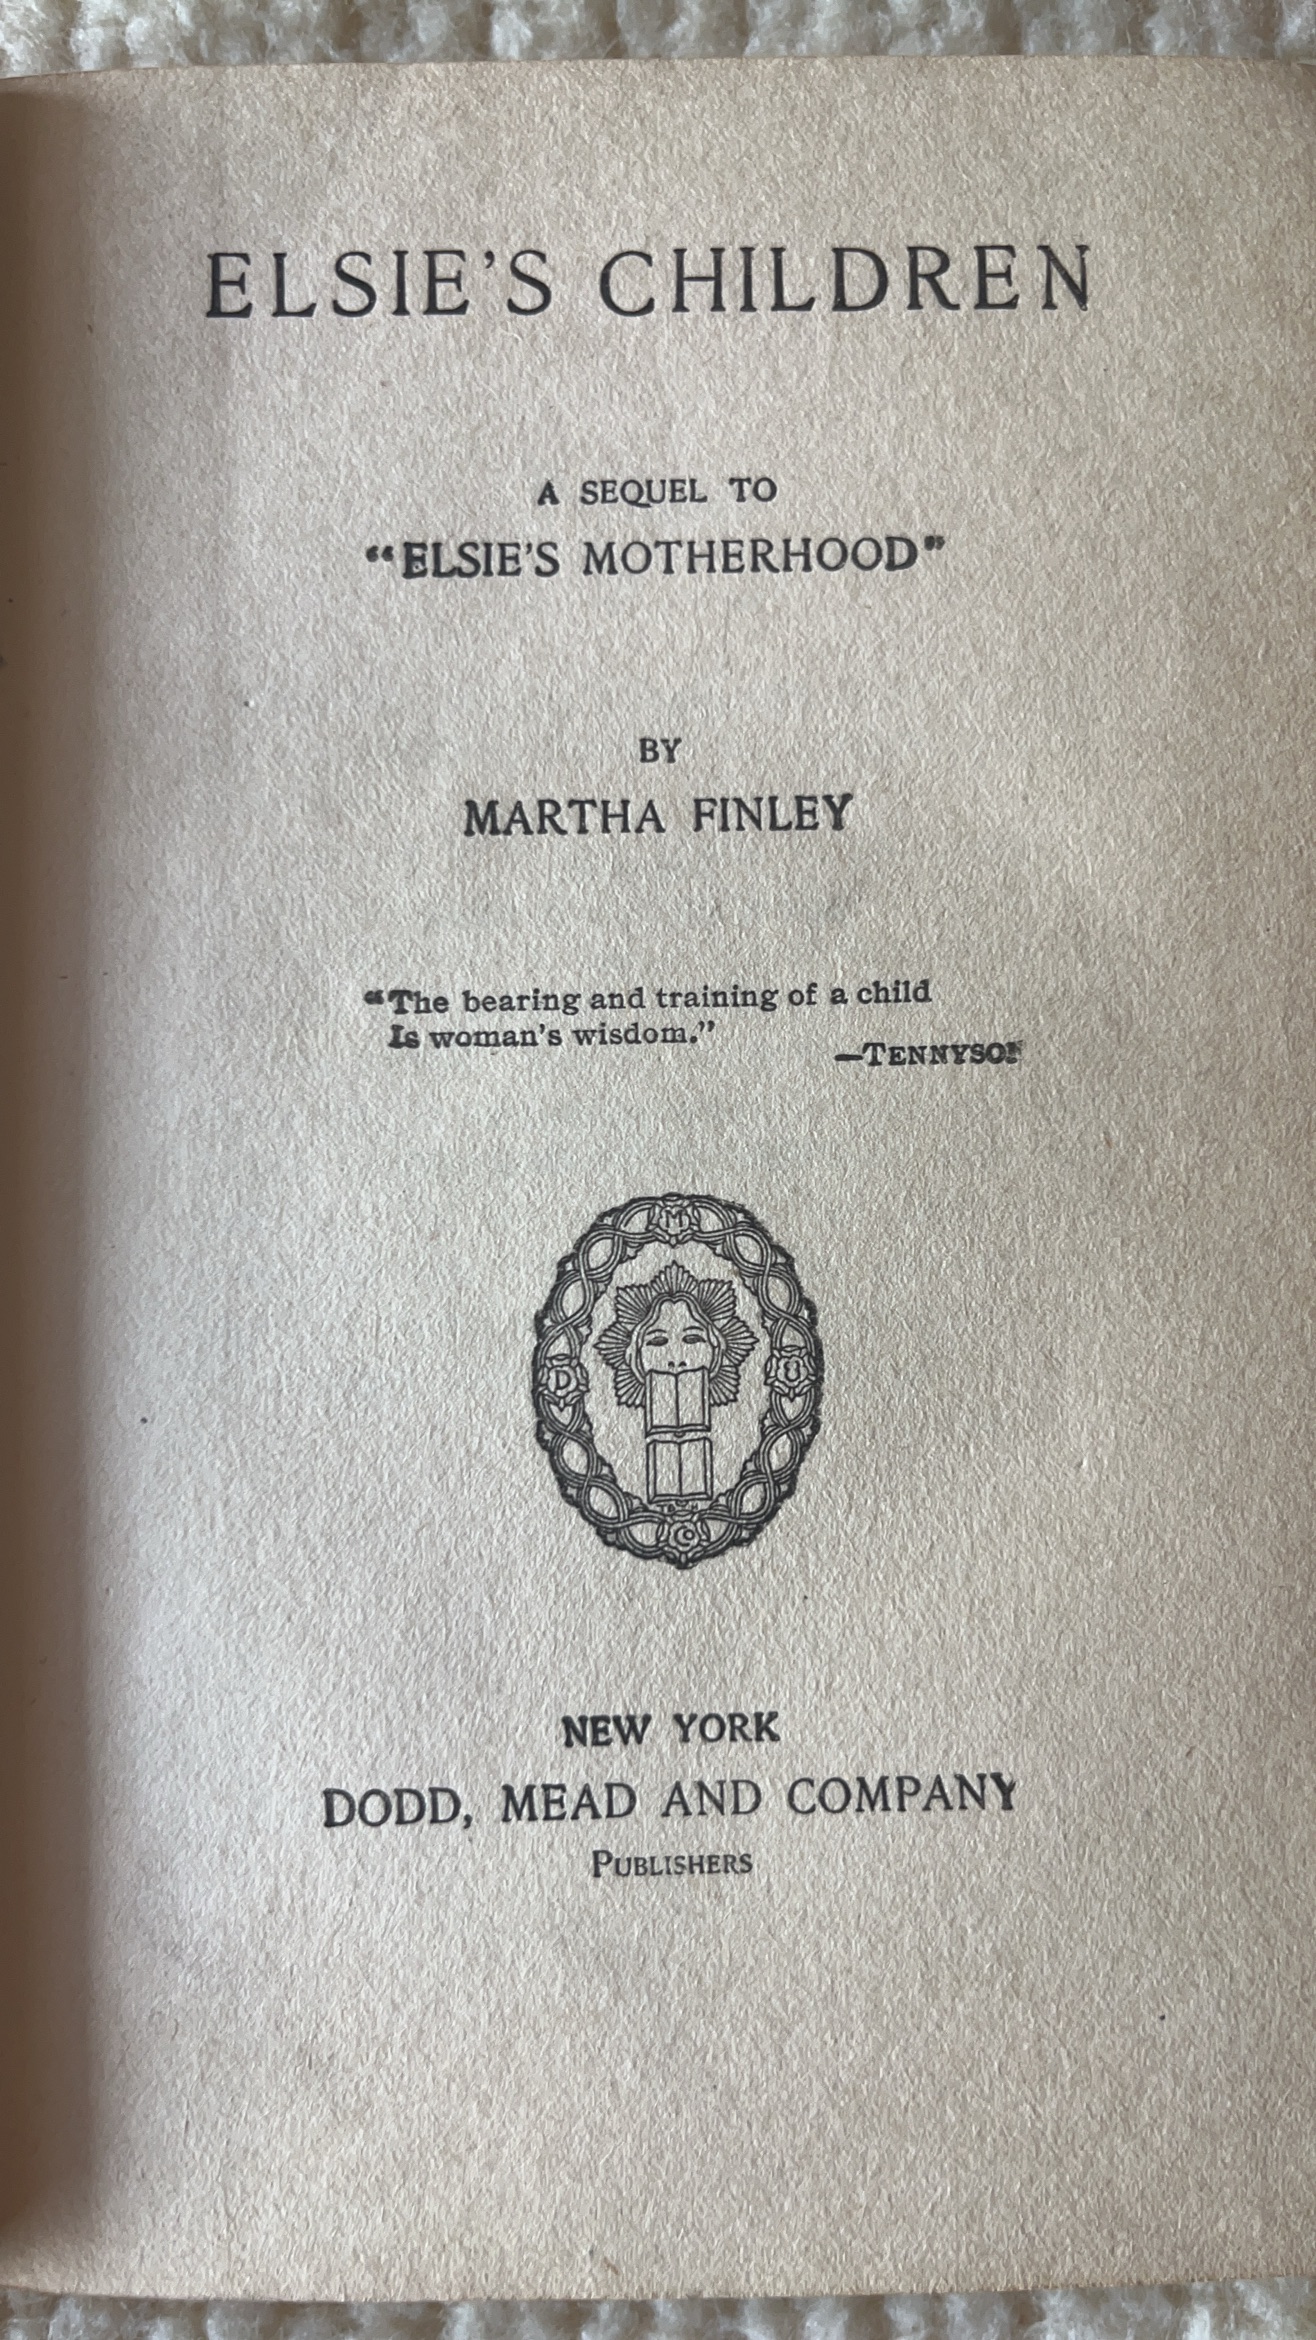 ELSIE'S CHILDREN
A SEQUEL TO
"ELSIE'S MOTHERHOOD"
BY
MARTHA FINLEY
"The bearing and training of a child
Is woman's wisdom."
—TENNYSON
M
D
&
C
NEW YORK
DODD, MEAD AND COMPANY
PUBLISHERS